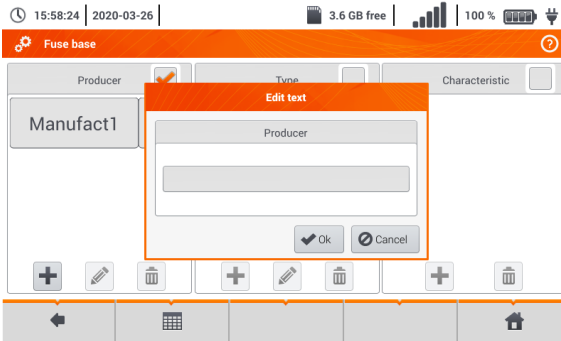 15:58:24 2020-03-26 3.6 GB free 100 %
Fuse base
Producer Type Characteristic
Manufact1
Edit text
Producer
Ok Cancel